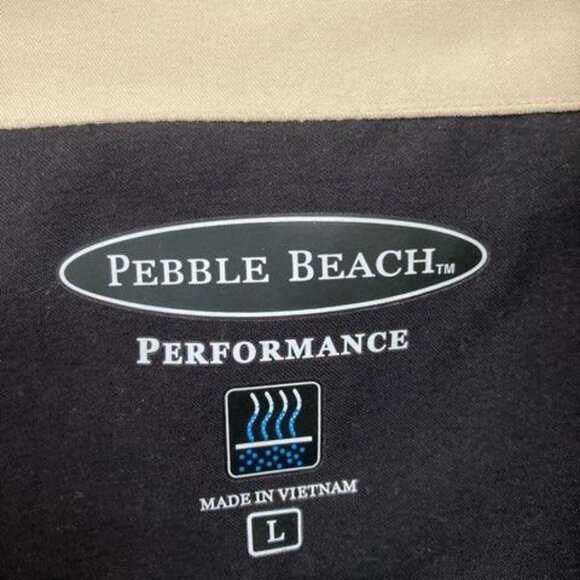 PEBBLE BEACH™
PERFORMANCE
MADE IN VIETNAM
L